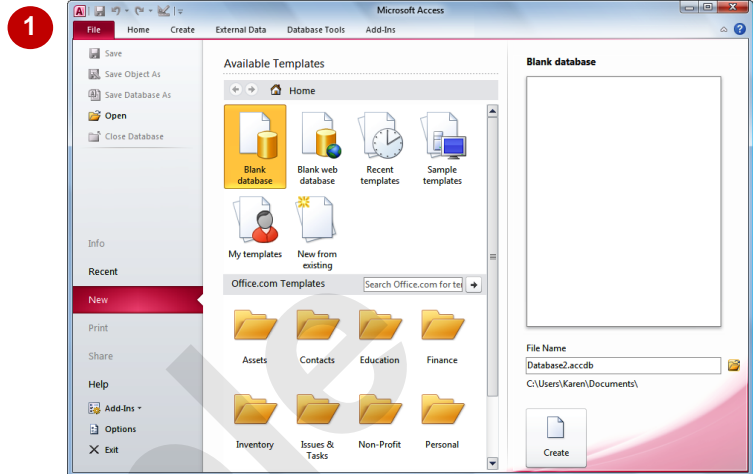 1
Microsoft Access
File Home Create External Data Database Tools Add-Ins
Save
Save Object As
Save Database As
Open
Close Database
Info
Recent
New
Print
Share
Help
Add-Ins
Options
Exit
Available Templates
Home
Blank database
Blank web database
Recent templates
Sample templates
My templates
New from existing
Office.com Templates
Search Office.com for te
Assets
Contacts
Education
Finance
Inventory
Issues & Tasks
Non-Profit
Personal
Blank database
File Name
Database2.accdb
C:\Users\Karen\Documents\
Create